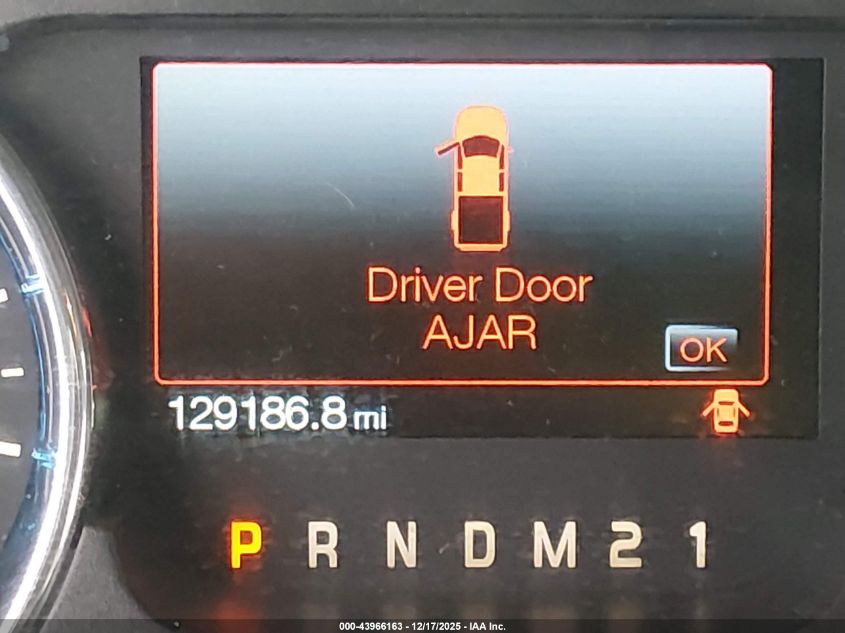 Driver Door
AJAR
OK
129186.8 mi
P R N D M 2 1
000-43966163 - 12/17/2025 - IAA Inc.